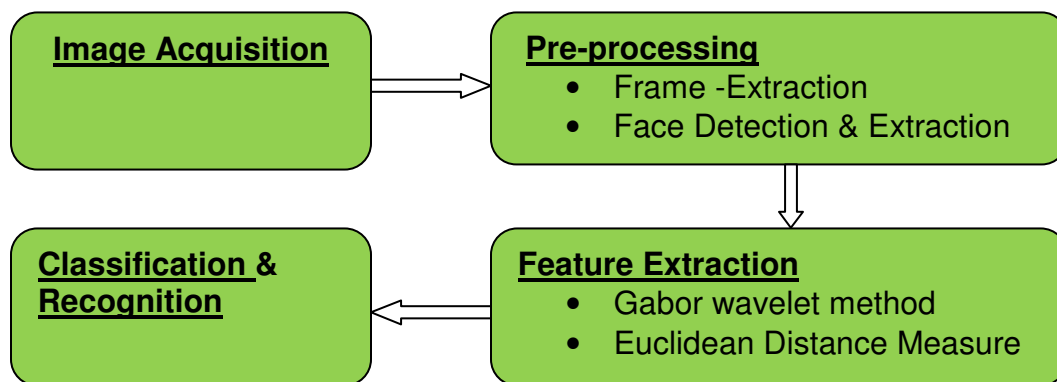 Image Acquisition
Pre-processing
• Frame -Extraction
• Face Detection & Extraction
Feature Extraction
• Gabor wavelet method
• Euclidean Distance Measure
Classification &
Recognition